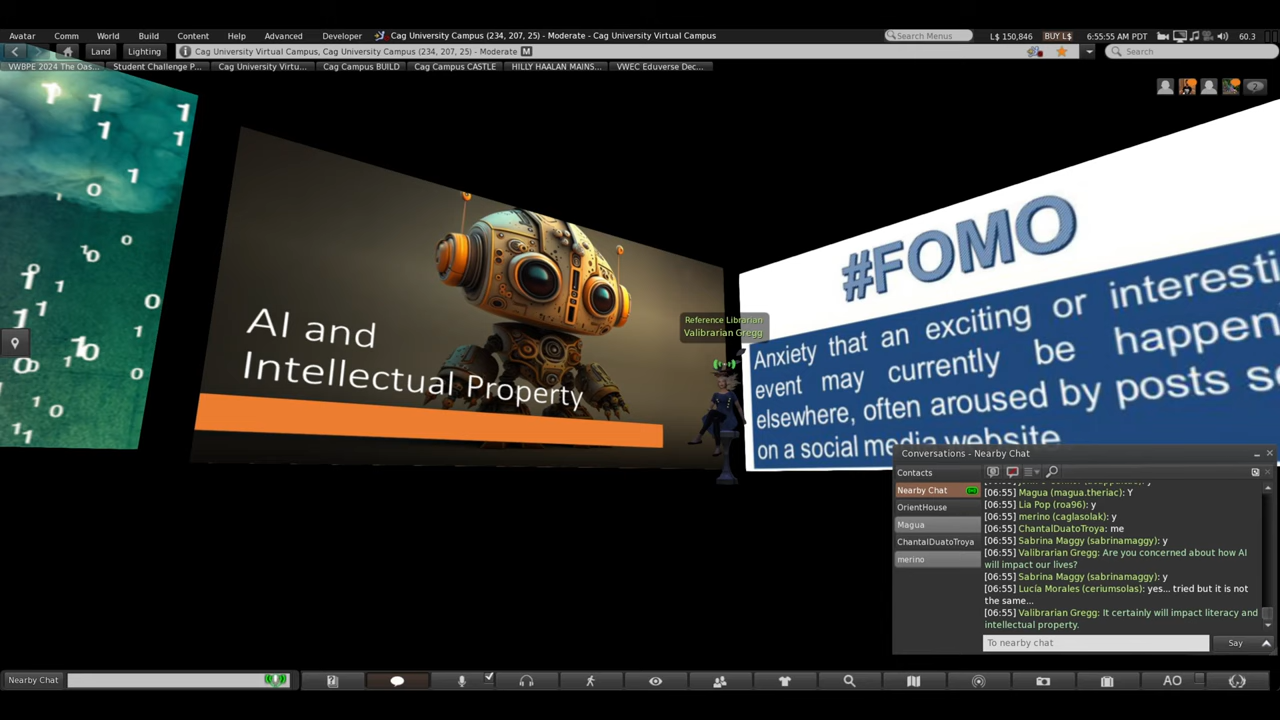 Avatar Comm World Build Content Help Advanced Developer Cag University Virtual Campus, Cag University Campus (234, 207, 25) - Moderate - Cag University Virtual Campus Search Menus L$ 150,846 BUY L$ 6:55:55 AM PDT 60.3
Land Lighting Cag University Virtual Campus, Cag University Campus (234, 207, 25) - Moderate M Search
VWBPE 2024 The Oas... Student Challenge P... Cag University Virtu... Cag Campus BUILD Cag Campus CASTLE HILLY HAALAN MAINS... VWEC Eduverse Dec...
AI and
Intellectual Property
Reference Librarian
Valibrarian Gregg
#FOMO
Anxiety that an exciting or interesti
event may currently be happen
elsewhere, often aroused by posts se
on a social media website.
Conversations - Nearby Chat
Contacts
Nearby Chat
OrientHouse
Magua
ChantalDuatoTroya
merino
[06:55] Magua (magua.theriac): Y
[06:55] Lia Pop (roa96): y
[06:55] merino (caglasolak): y
[06:55] ChantalDuatoTroya: me
[06:55] Sabrina Maggy (sabrinamaggy): y
[06:55] Valibrarian Gregg: Are you concerned about how AI
will impact our lives?
[06:55] Sabrina Maggy (sabrinamaggy): y
[06:55] Lucía Morales (ceriumsolas): yes... tried but it is not
the same...
[06:55] Valibrarian Gregg: It certainly will impact literacy and
intellectual property.
To nearby chat Say
Nearby Chat AO